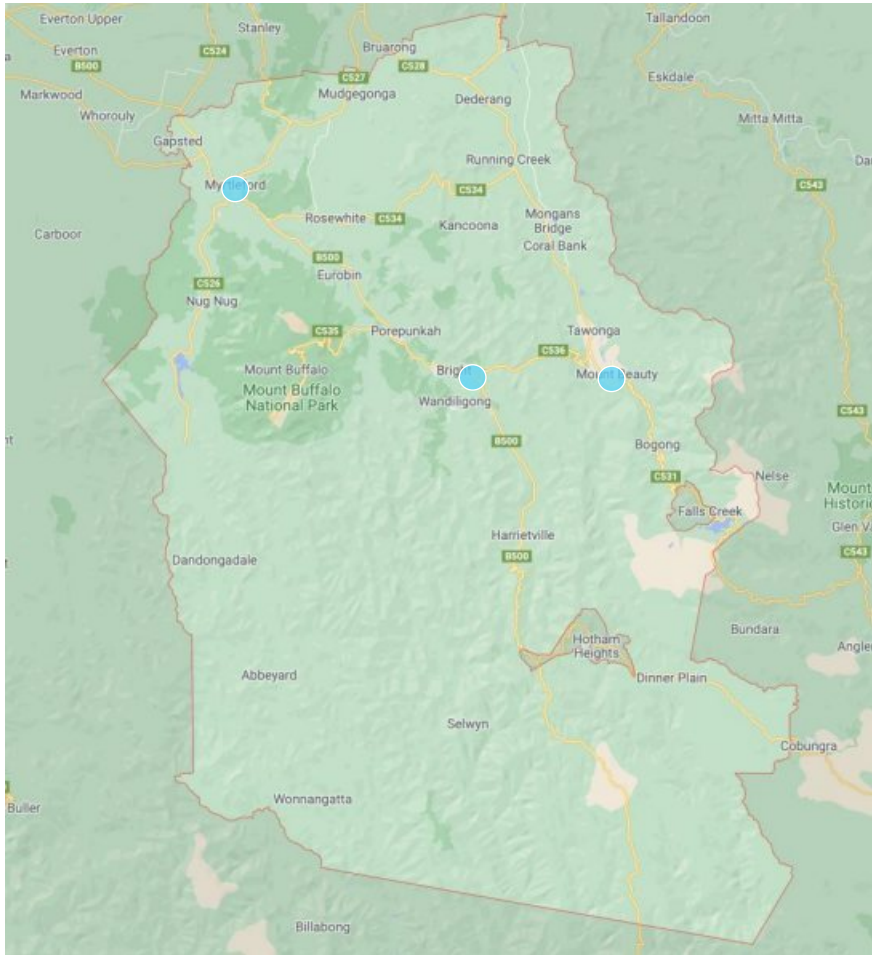 Everton Upper
Stanley
Tallandoon
Everton
C524
Bruarong
B500
C528
Eskdale
C527
Markwood
Mudgegonga
Dederang
Whorouly
Mitta Mitta
Gapsted
Running Creek
Myrtleford
C543
C534
Rosewhite
C534
Mongans
Bridge
Kancoona
Carboor
Coral Bank
B500
Eurobin
C526
Nug Nug
C535
Porepunkah
Tawonga
C536
Mount Buffalo
Bright
Mount Beauty
Mount Buffalo
National Park
Wandiligong
C543
B500
Bogong
C531
Nelse
Mount
Historic
Falls Creek
Glen Va
Harrietville
C543
B500
Dandongadale
Bundara
Hotham
Heights
Angle
Abbeyard
Dinner Plain
Selwyn
Cobungra
Wonnangatta
Buller
Billabong